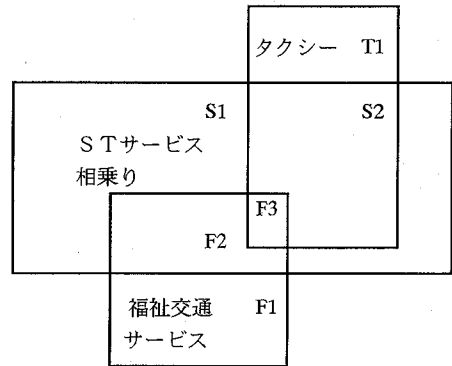 タクシー T1
S1 S2
ＳＴサービス
相乗り
F3
F2
福祉交通 F1
サービス